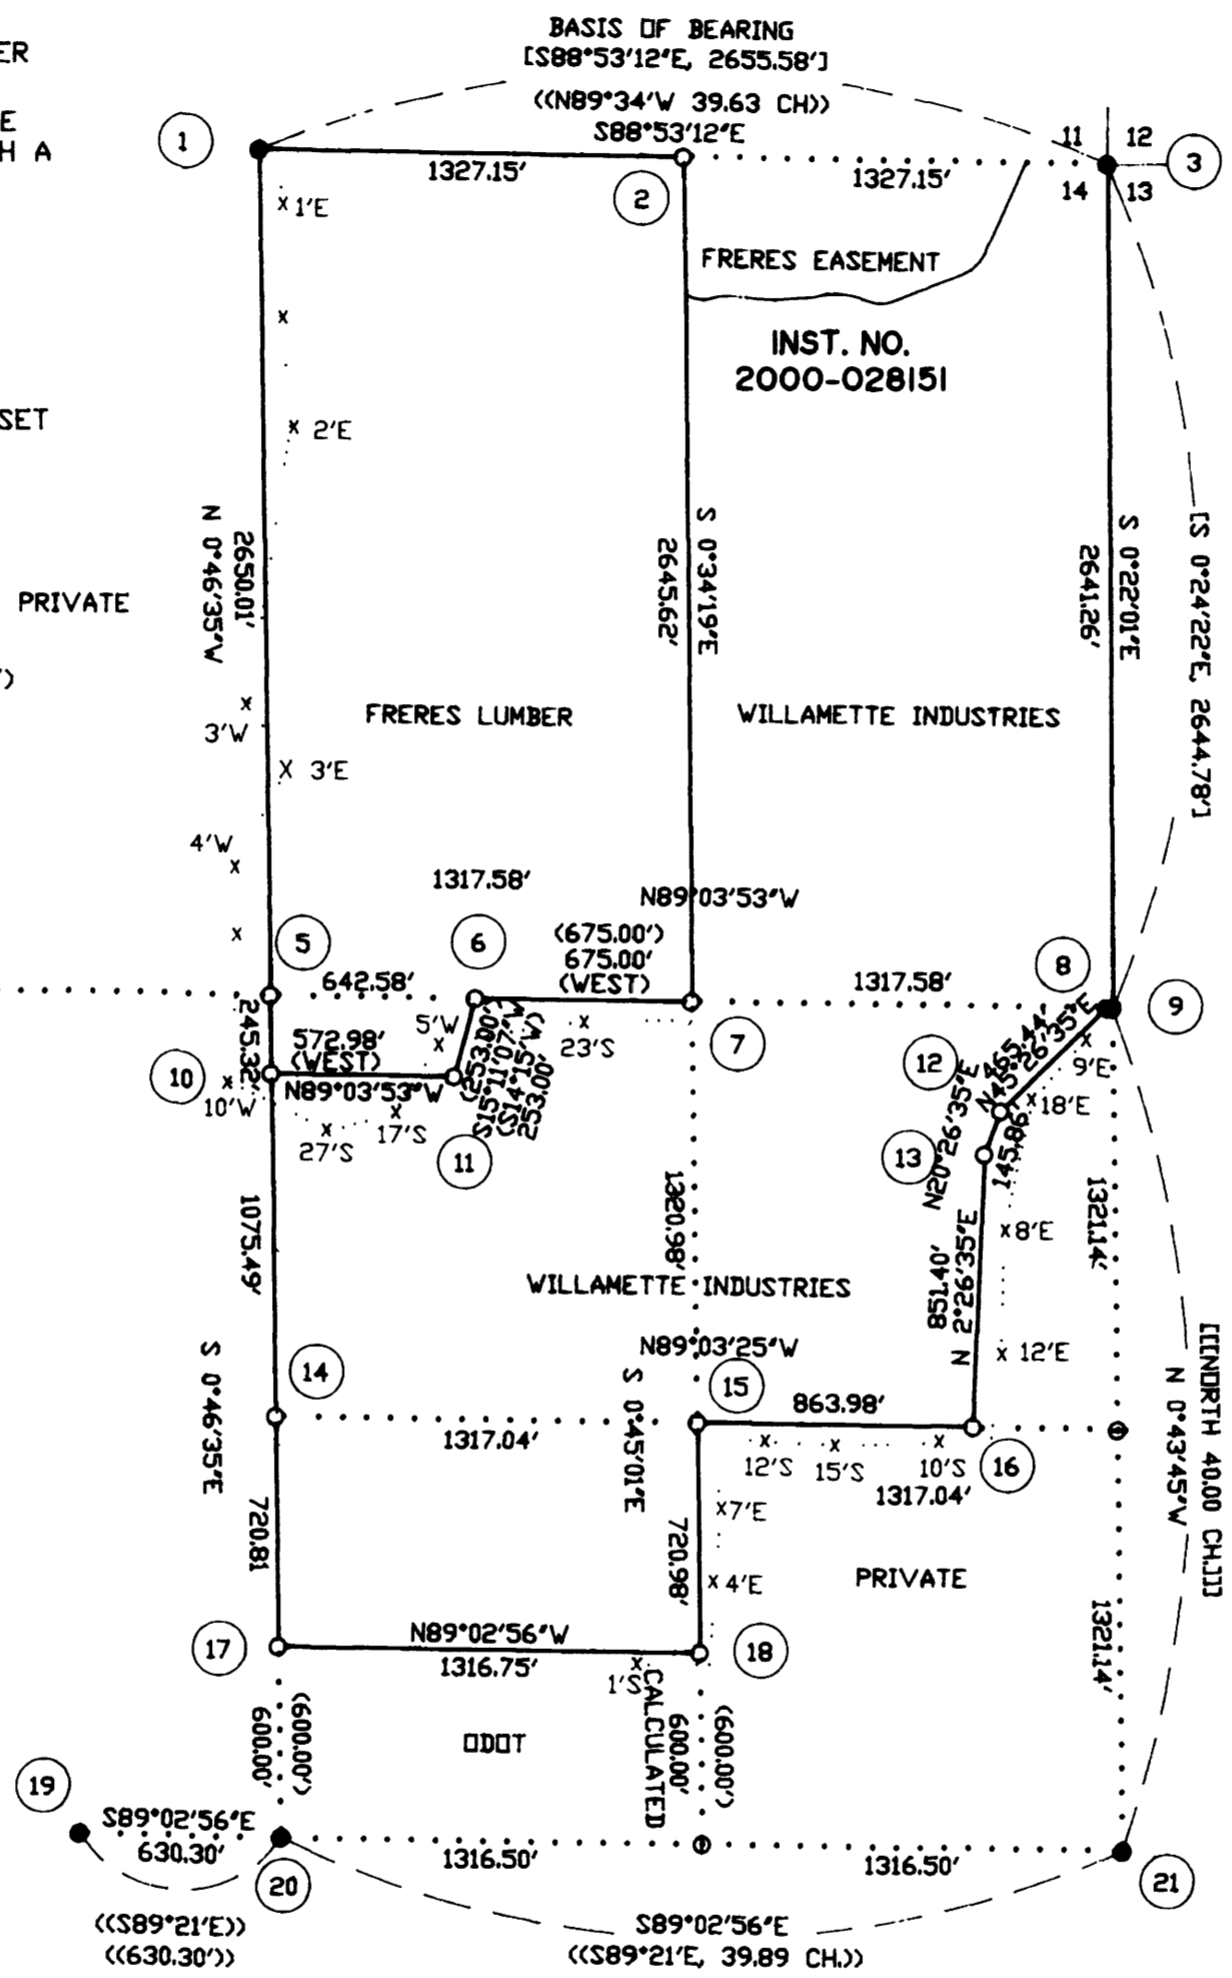 BASIS OF BEARING
[S88°53'12"E, 2655.58']
((N89°34'W 39.63 CH))
S88°53'12"E
ER
E
H A
1
1327.15'
2
1327.15'
11 12
14 13
3
1'E
FRERES EASEMENT
INST. NO.
2000-028151
SET
2'E
N 0°46'35"W
2650.01'
S 0°34'19"E
2645.62'
S 0°22'01"E
2641.26'
[S 0°24'22"E, 2644.78']
PRIVATE
')
3'W
FRERES LUMBER
WILLAMETTE INDUSTRIES
3'E
4'W
1317.58'
N89°03'53"W
5
6
(675.00')
675.00'
(WEST)
8
642.58'
1317.58'
9
7
245.32'
572.98'
(WEST)
N89°03'53"W
5'W
(253.00')
S15°11'07"W
(S14°15'W)
253.00'
23'S
10
10'W
27'S
17'S
11
12
465.44'
N45°26'35"E
9'E
18'E
N20°26'35"E
145.86'
13
8'E
1075.49'
1320.98'
1321.14'
851.40'
N 2°26'35"E
WILLAMETTE INDUSTRIES
12'E
N89°03'25"W
14
S 0°46'35"E
S 0°45'01"E
15
863.98'
[[[NORTH 40.00 CH.]]]
N 0°43'45"W
1317.04'
12'S
15'S
10'S
16
1317.04'
7'E
720.81
720.98'
4'E
PRIVATE
1321.14'
17
N89°02'56"W
1316.75'
18
1'S
CALCULATED
600.00'
(600.00')
(600.00')
600.00'
ODOT
19
S89°02'56"E
630.30'
20
1316.50'
1316.50'
21
((S89°21'E))
((630.30'))
S89°02'56"E
((S89°21'E, 39.89 CH.))